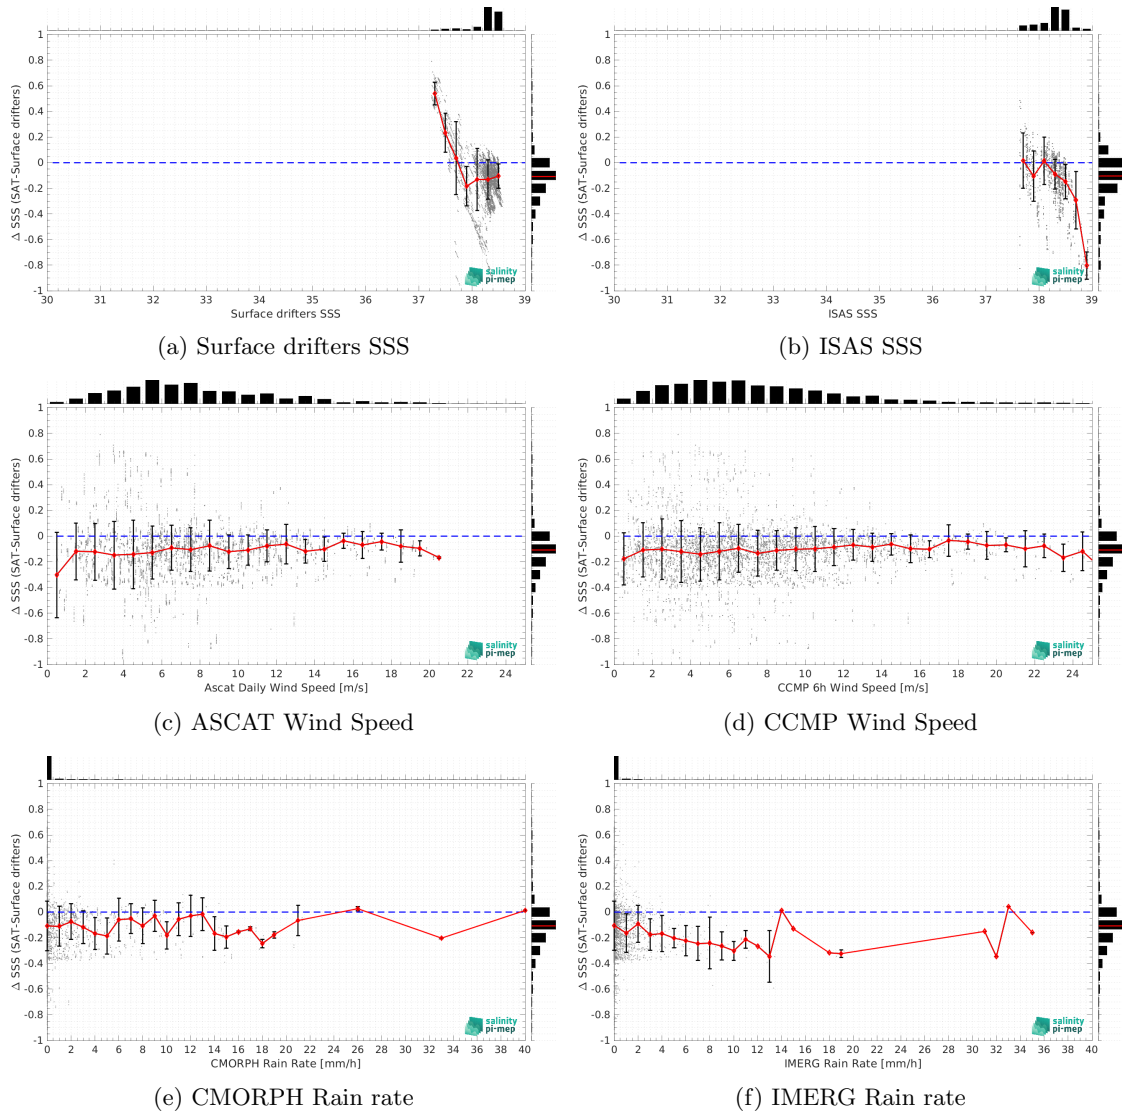 1
0.8
0.6
0.4
0.2
0
-0.2
-0.4
-0.6
-0.8
-1
Δ SSS (SAT-Surface drifters)
salinity
pi-mep
30 31 32 33 34 35 36 37 38 39
Surface drifters SSS
(a) Surface drifters SSS
1
0.8
0.6
0.4
0.2
0
-0.2
-0.4
-0.6
-0.8
-1
Δ SSS (SAT-Surface drifters)
salinity
pi-mep
30 31 32 33 34 35 36 37 38 39
ISAS SSS
(b) ISAS SSS
1
0.8
0.6
0.4
0.2
0
-0.2
-0.4
-0.6
-0.8
-1
Δ SSS (SAT-Surface drifters)
salinity
pi-mep
0 2 4 6 8 10 12 14 16 18 20 22 24
Ascat Daily Wind Speed [m/s]
(c) ASCAT Wind Speed
1
0.8
0.6
0.4
0.2
0
-0.2
-0.4
-0.6
-0.8
-1
Δ SSS (SAT-Surface drifters)
salinity
pi-mep
0 2 4 6 8 10 12 14 16 18 20 22 24
CCMP 6h Wind Speed [m/s]
(d) CCMP Wind Speed
1
0.8
0.6
0.4
0.2
0
-0.2
-0.4
-0.6
-0.8
-1
Δ SSS (SAT-Surface drifters)
salinity
pi-mep
0 2 4 6 8 10 12 14 16 18 20 22 24 26 28 30 32 34 36 38 40
CMORPH Rain Rate [mm/h]
(e) CMORPH Rain rate
1
0.8
0.6
0.4
0.2
0
-0.2
-0.4
-0.6
-0.8
-1
Δ SSS (SAT-Surface drifters)
salinity
pi-mep
0 2 4 6 8 10 12 14 16 18 20 22 24 26 28 30 32 34 36 38 40
IMERG Rain Rate [mm/h]
(f) IMERG Rain rate